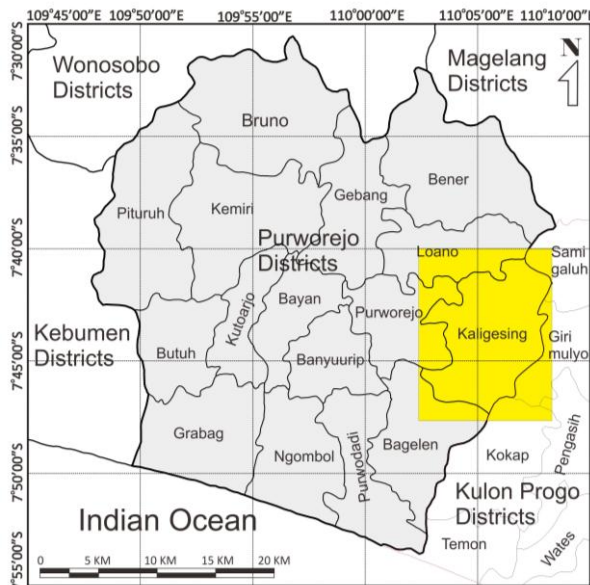 109°45'00"E
109°50'00"E
109°55'00"E
110°00'00"E
110°05'00"E
110°10'00"E
7°30'00"S
7°35'00"S
7°40'00"S
7°45'00"S
7°50'00"S
7°55'00"S
N
Wonosobo
Districts
Magelang
Districts
Bruno
Bener
Gebang
Pituruh
Kemiri
Purworejo
Districts
Loano
Sami
galuh
Kutoarjo
Bayan
Purworejo
Kaligesing
Giri
mulyo
Kebumen
Districts
Butuh
Banyuurip
Grabag
Ngombol
Purwodadi
Bagelen
Kokap
Pengasih
Kulon Progo
Districts
Indian Ocean
Temon
Wates
0 5 KM 10 KM 15 KM 20 KM